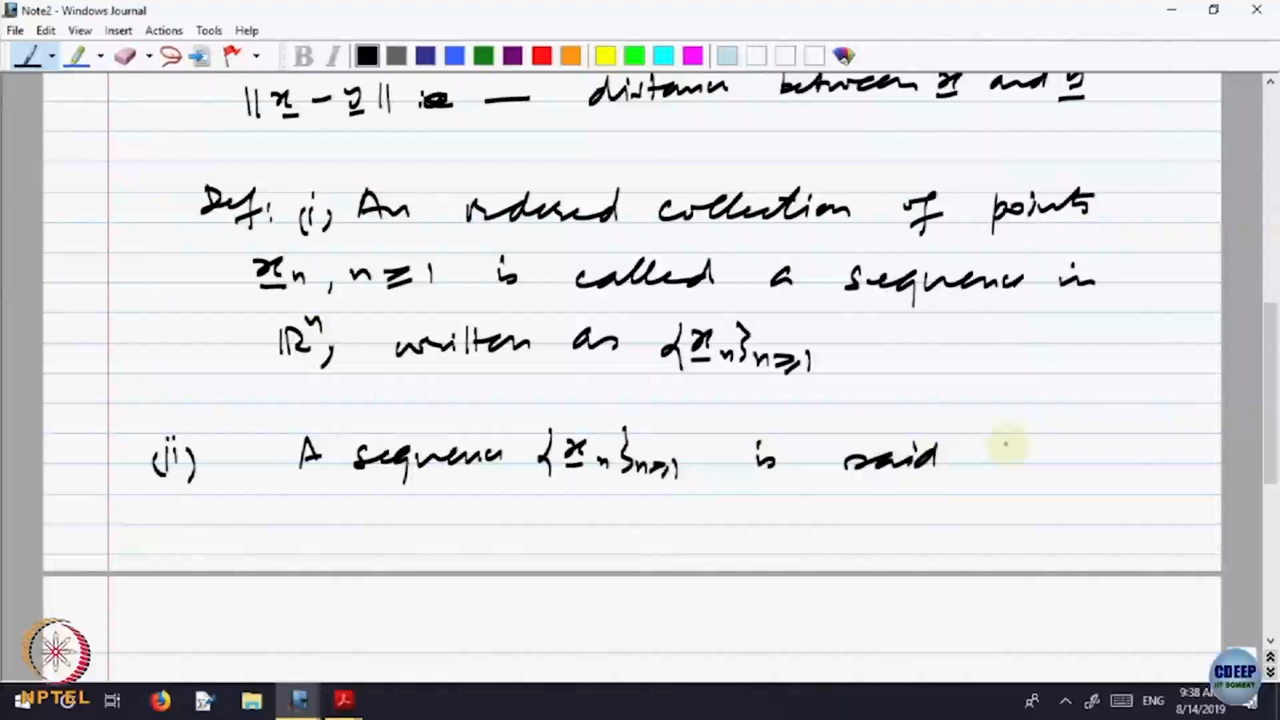 Note2 - Windows Journal
File Edit View Insert Actions Tools Help
B I
||x - y|| is — distance between x and y
Def: (i) An ordered collection of points
xn, n ≥ 1 is called a sequence in
ℝⁿ, written as {xn}n≥1
(ii) A sequence {xn}n≥1 is said
NPTEL
CDEEP
IIT BOMBAY
ENG
9:38 A
8/14/2019